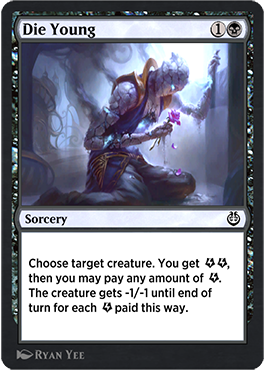 Die Young 1
Sorcery
Choose target creature. You get
then you may pay any amount of
The creature gets -1/-1 until end of
turn for each paid this way.
RYAN YEE